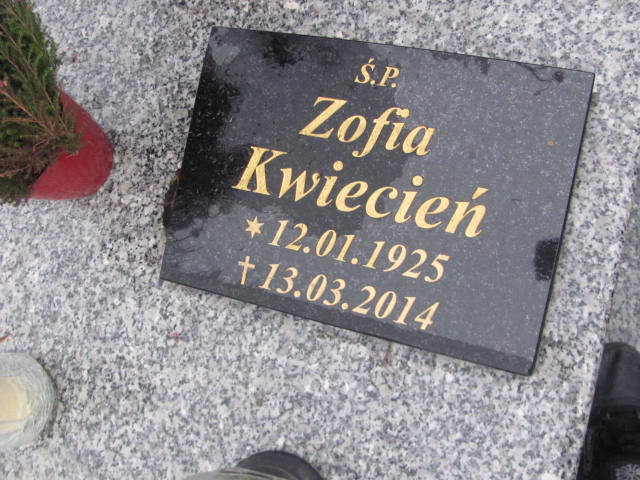 Ś.P.
Zofia
Kwiecień
✶12.01.1925
†13.03.2014